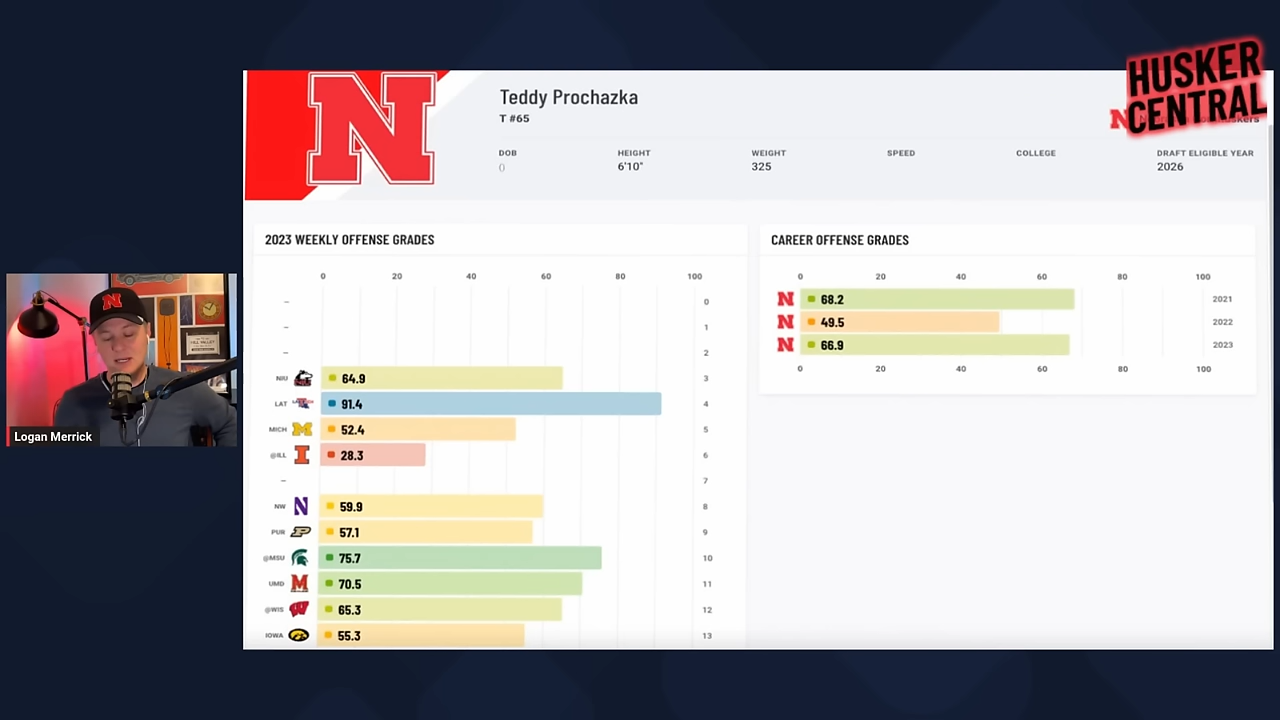 HUSKER
CENTRAL
Teddy Prochazka
T #65
DOB HEIGHT WEIGHT SPEED COLLEGE DRAFT ELIGIBLE YEAR
() 6'10" 325 2026
2023 WEEKLY OFFENSE GRADES
0 20 40 60 80 100
– 0
– 1
– 2
NIU 64.9 3
LAT 91.4 4
MICH 52.4 5
@ILL 28.3 6
– 7
NW 59.9 8
PUR 57.1 9
@MSU 75.7 10
UMD 70.5 11
@WIS 65.3 12
IOWA 55.3 13
CAREER OFFENSE GRADES
0 20 40 60 80 100
N 68.2 2021
N 49.5 2022
N 66.9 2023
0 20 40 60 80 100
Logan Merrick